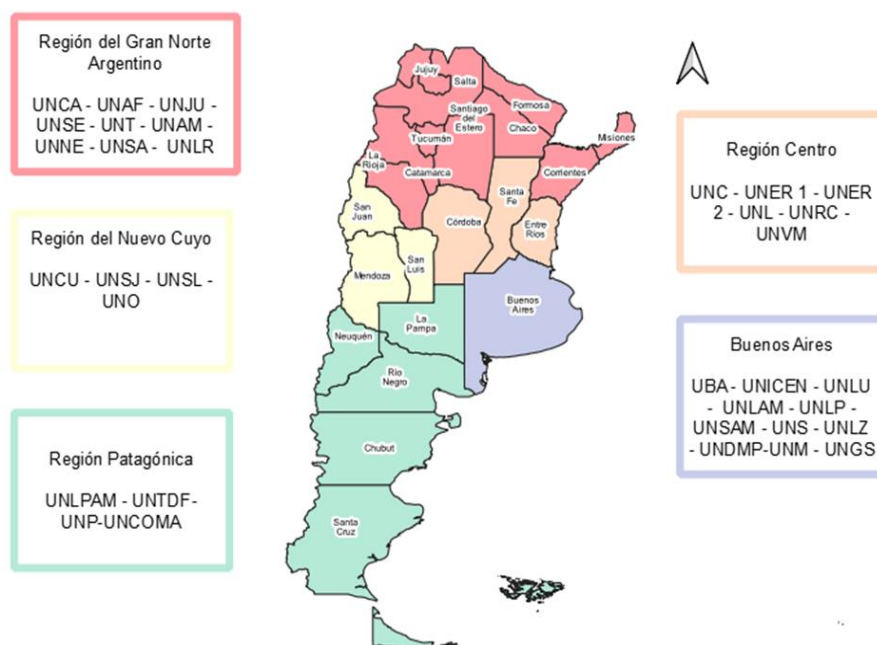 Región del Gran Norte
Argentino
UNCA - UNAF - UNJU -
UNSE - UNT - UNAM -
UNNE - UNSA - UNLR
Región del Nuevo Cuyo
UNCU - UNSJ - UNSL -
UNO
Región Patagónica
UNLPAM - UNTDF-
UNP-UNCOMA
Jujuy
Salta
Formosa
Santiago
del
Estero
Chaco
Misiones
Tucumán
La
Rioja
Catamarca
Corrientes
Santa
Fe
San
Juan
Córdoba
Entre
Ríos
San
Luis
Mendoza
Buenos
Aires
La
Pampa
Neuquén
Río
Negro
Chubut
Santa
Cruz
Región Centro
UNC - UNER 1 - UNER
2 - UNL - UNRC -
UNVM
Buenos Aires
UBA - UNICEN - UNLU
- UNLAM - UNLP -
UNSAM - UNS - UNLZ
- UNDMP-UNM - UNGS